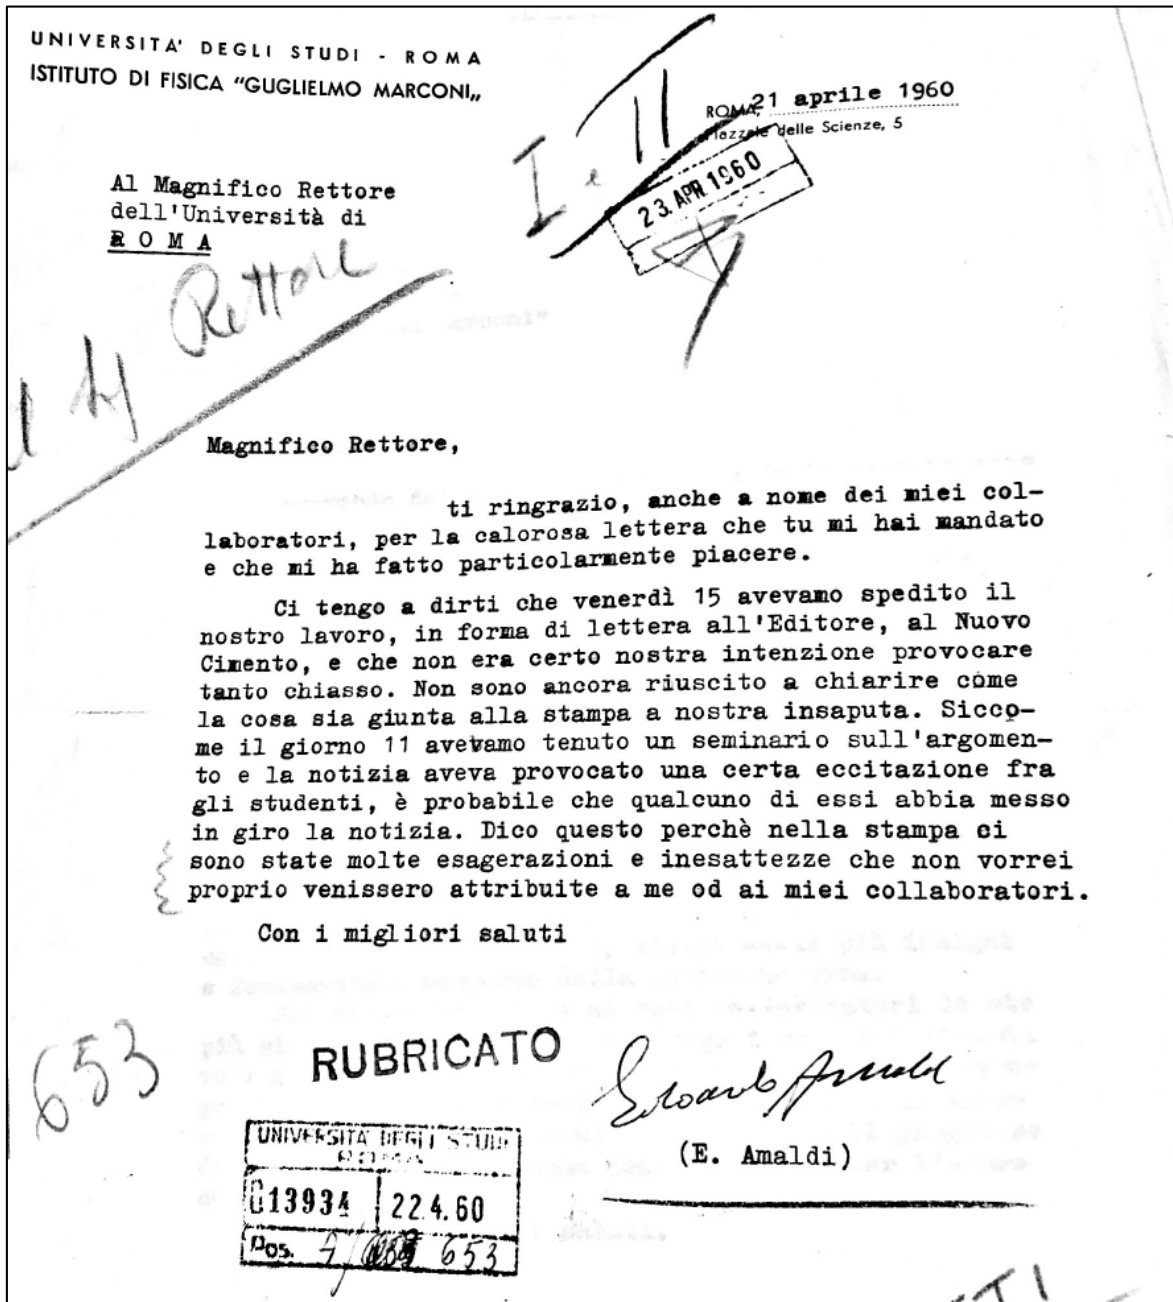 UNIVERSITA' DEGLI STUDI - ROMA
ISTITUTO DI FISICA "GUGLIELMO MARCONI„
ROMA, 21 aprile 1960
Piazzale delle Scienze, 5
I e II
23. APR. 1960
Al Magnifico Rettore
dell'Università di
R O M A
Rettore
Magnifico Rettore,
ti ringrazio, anche a nome dei miei col-
laboratori, per la calorosa lettera che tu mi hai mandato
e che mi ha fatto particolarmente piacere.
Ci tengo a dirti che venerdì 15 avevamo spedito il
nostro lavoro, in forma di lettera all'Editore, al Nuovo
Cimento, e che non era certo nostra intenzione provocare
tanto chiasso. Non sono ancora riuscito a chiarire come
la cosa sia giunta alla stampa a nostra insaputa. Sicco-
me il giorno 11 avevamo tenuto un seminario sull'argomen-
to e la notizia aveva provocato una certa eccitazione fra
gli studenti, è probabile che qualcuno di essi abbia messo
in giro la notizia. Dico questo perchè nella stampa ci
sono state molte esagerazioni e inesattezze che non vorrei
proprio venissero attribuite a me od ai miei collaboratori.
Con i migliori saluti
653
RUBRICATO
Edoardo Amaldi
(E. Amaldi)
UNIVERSITÀ DEGLI STUDI
ROMA
013934 22.4.60
Pos. 653